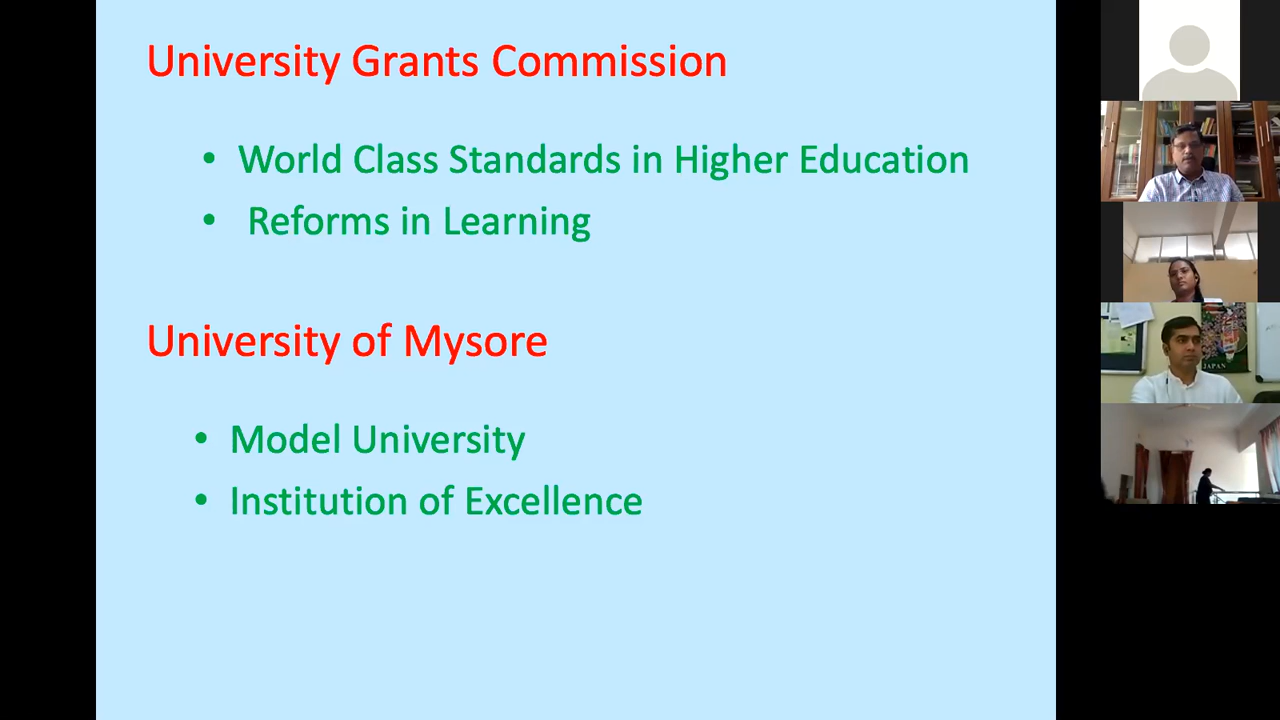 University Grants Commission
• World Class Standards in Higher Education
• Reforms in Learning
University of Mysore
• Model University
• Institution of Excellence
JAPAN